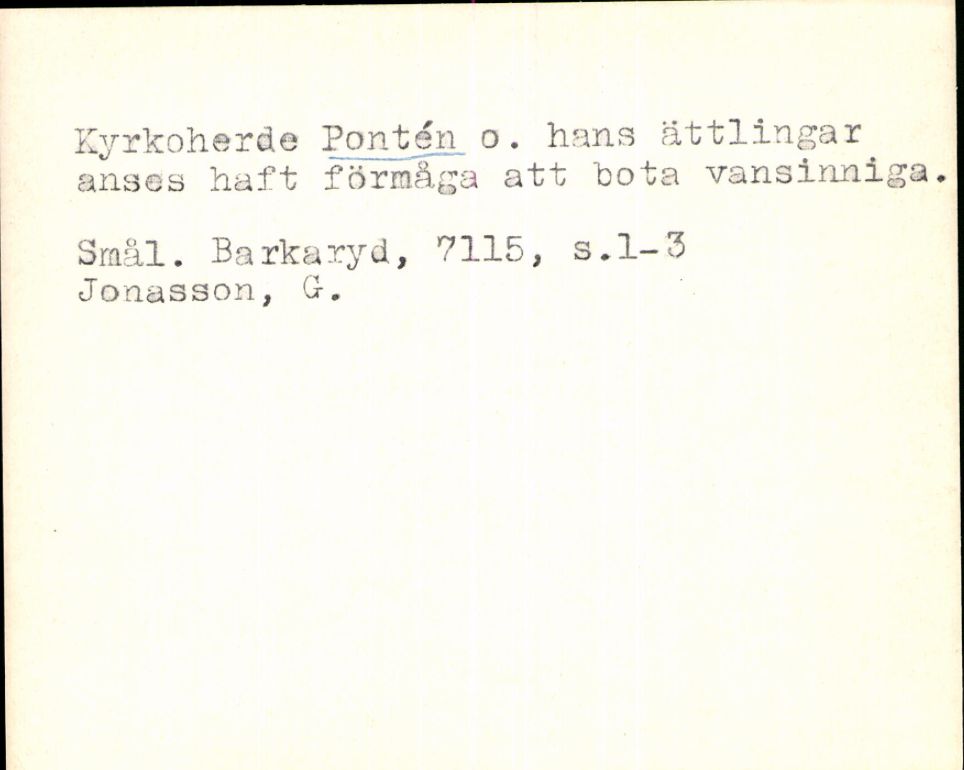 Kyrkoherde Pontén o. hans ättlingar
anses haft förmåga att bota vansinniga.
Smål. Barkaryd, 7115, s.1-3
Jonasson, G.